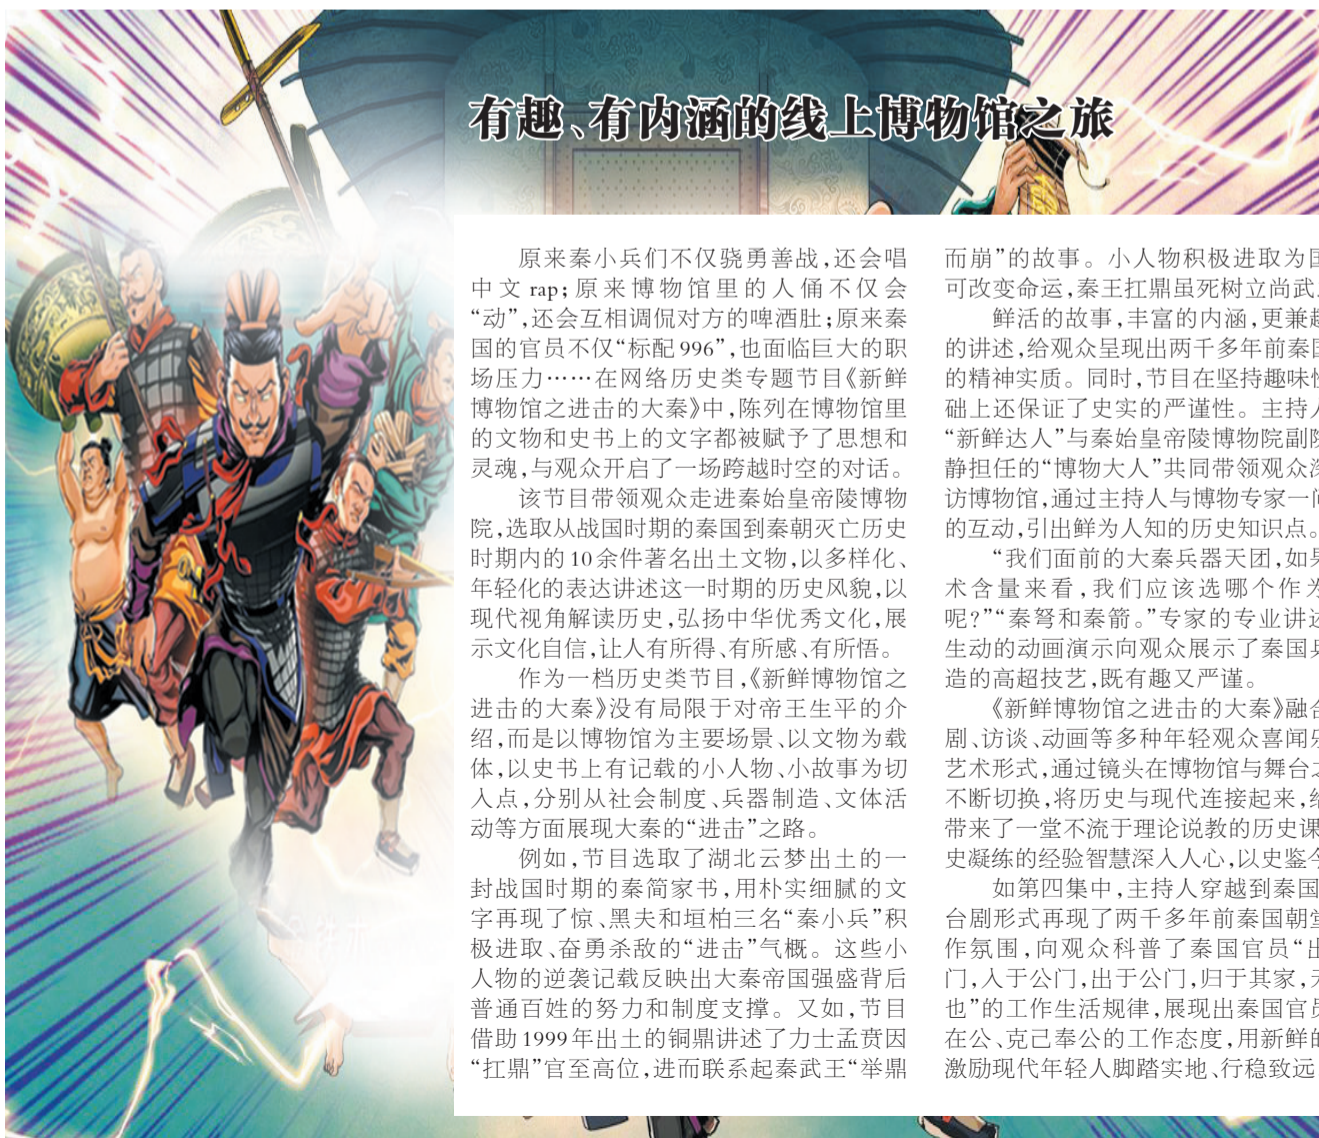 有趣、有内涵的线上博物馆之旅
原来秦小兵们不仅骁勇善战,还会唱
中文rap;原来博物馆里的人俑不仅会
“动”,还会互相调侃对方的啤酒肚;原来秦
国的官员不仅“标配996”,也面临巨大的职
场压力……在网络历史类专题节目《新鲜
博物馆之进击的大秦》中,陈列在博物馆里
的文物和史书上的文字都被赋予了思想和
灵魂,与观众开启了一场跨越时空的对话。
该节目带领观众走进秦始皇帝陵博物
院,选取从战国时期的秦国到秦朝灭亡历史
时期内的10余件著名出土文物,以多样化、
年轻化的表达讲述这一时期的历史风貌,以
现代视角解读历史,弘扬中华优秀文化,展
示文化自信,让人有所得、有所感、有所悟。
作为一档历史类节目,《新鲜博物馆之
进击的大秦》没有局限于对帝王生平的介
绍,而是以博物馆为主要场景、以文物为载
体,以史书上有记载的小人物、小故事为切
入点,分别从社会制度、兵器制造、文体活
动等方面展现大秦的“进击”之路。
例如,节目选取了湖北云梦出土的一
封战国时期的秦简家书,用朴实细腻的文
字再现了惊、黑夫和垣柏三名“秦小兵”积
极进取、奋勇杀敌的“进击”气概。这些小
人物的逆袭记载反映出大秦帝国强盛背后
普通百姓的努力和制度支撑。又如,节目
借助1999年出土的铜鼎讲述了力士孟贲因
“扛鼎”官至高位,进而联系起秦武王“举鼎
而崩”的故事。小人物积极进取为国
可改变命运,秦王扛鼎虽死树立尚武
鲜活的故事,丰富的内涵,更兼趣
的讲述,给观众呈现出两千多年前秦国
的精神实质。同时,节目在坚持趣味性
础上还保证了史实的严谨性。主持人
“新鲜达人”与秦始皇帝陵博物院副院
静担任的“博物大人”共同带领观众深
访博物馆,通过主持人与博物专家一问
的互动,引出鲜为人知的历史知识点。
“我们面前的大秦兵器天团,如果
术含量来看,我们应该选哪个作为
呢?”“秦弩和秦箭。”专家的专业讲述
生动的动画演示向观众展示了秦国兵
造的高超技艺,既有趣又严谨。
《新鲜博物馆之进击的大秦》融合
剧、访谈、动画等多种年轻观众喜闻乐
艺术形式,通过镜头在博物馆与舞台之
不断切换,将历史与现代连接起来,给
带来了一堂不流于理论说教的历史课
史凝练的经验智慧深入人心,以史鉴今
如第四集中,主持人穿越到秦国
台剧形式再现了两千多年前秦国朝堂
作氛围,向观众科普了秦国官员“出
门,入于公门,出于公门,归于其家,无
也”的工作生活规律,展现出秦国官员
在公、克己奉公的工作态度,用新鲜的
激励现代年轻人脚踏实地、行稳致远